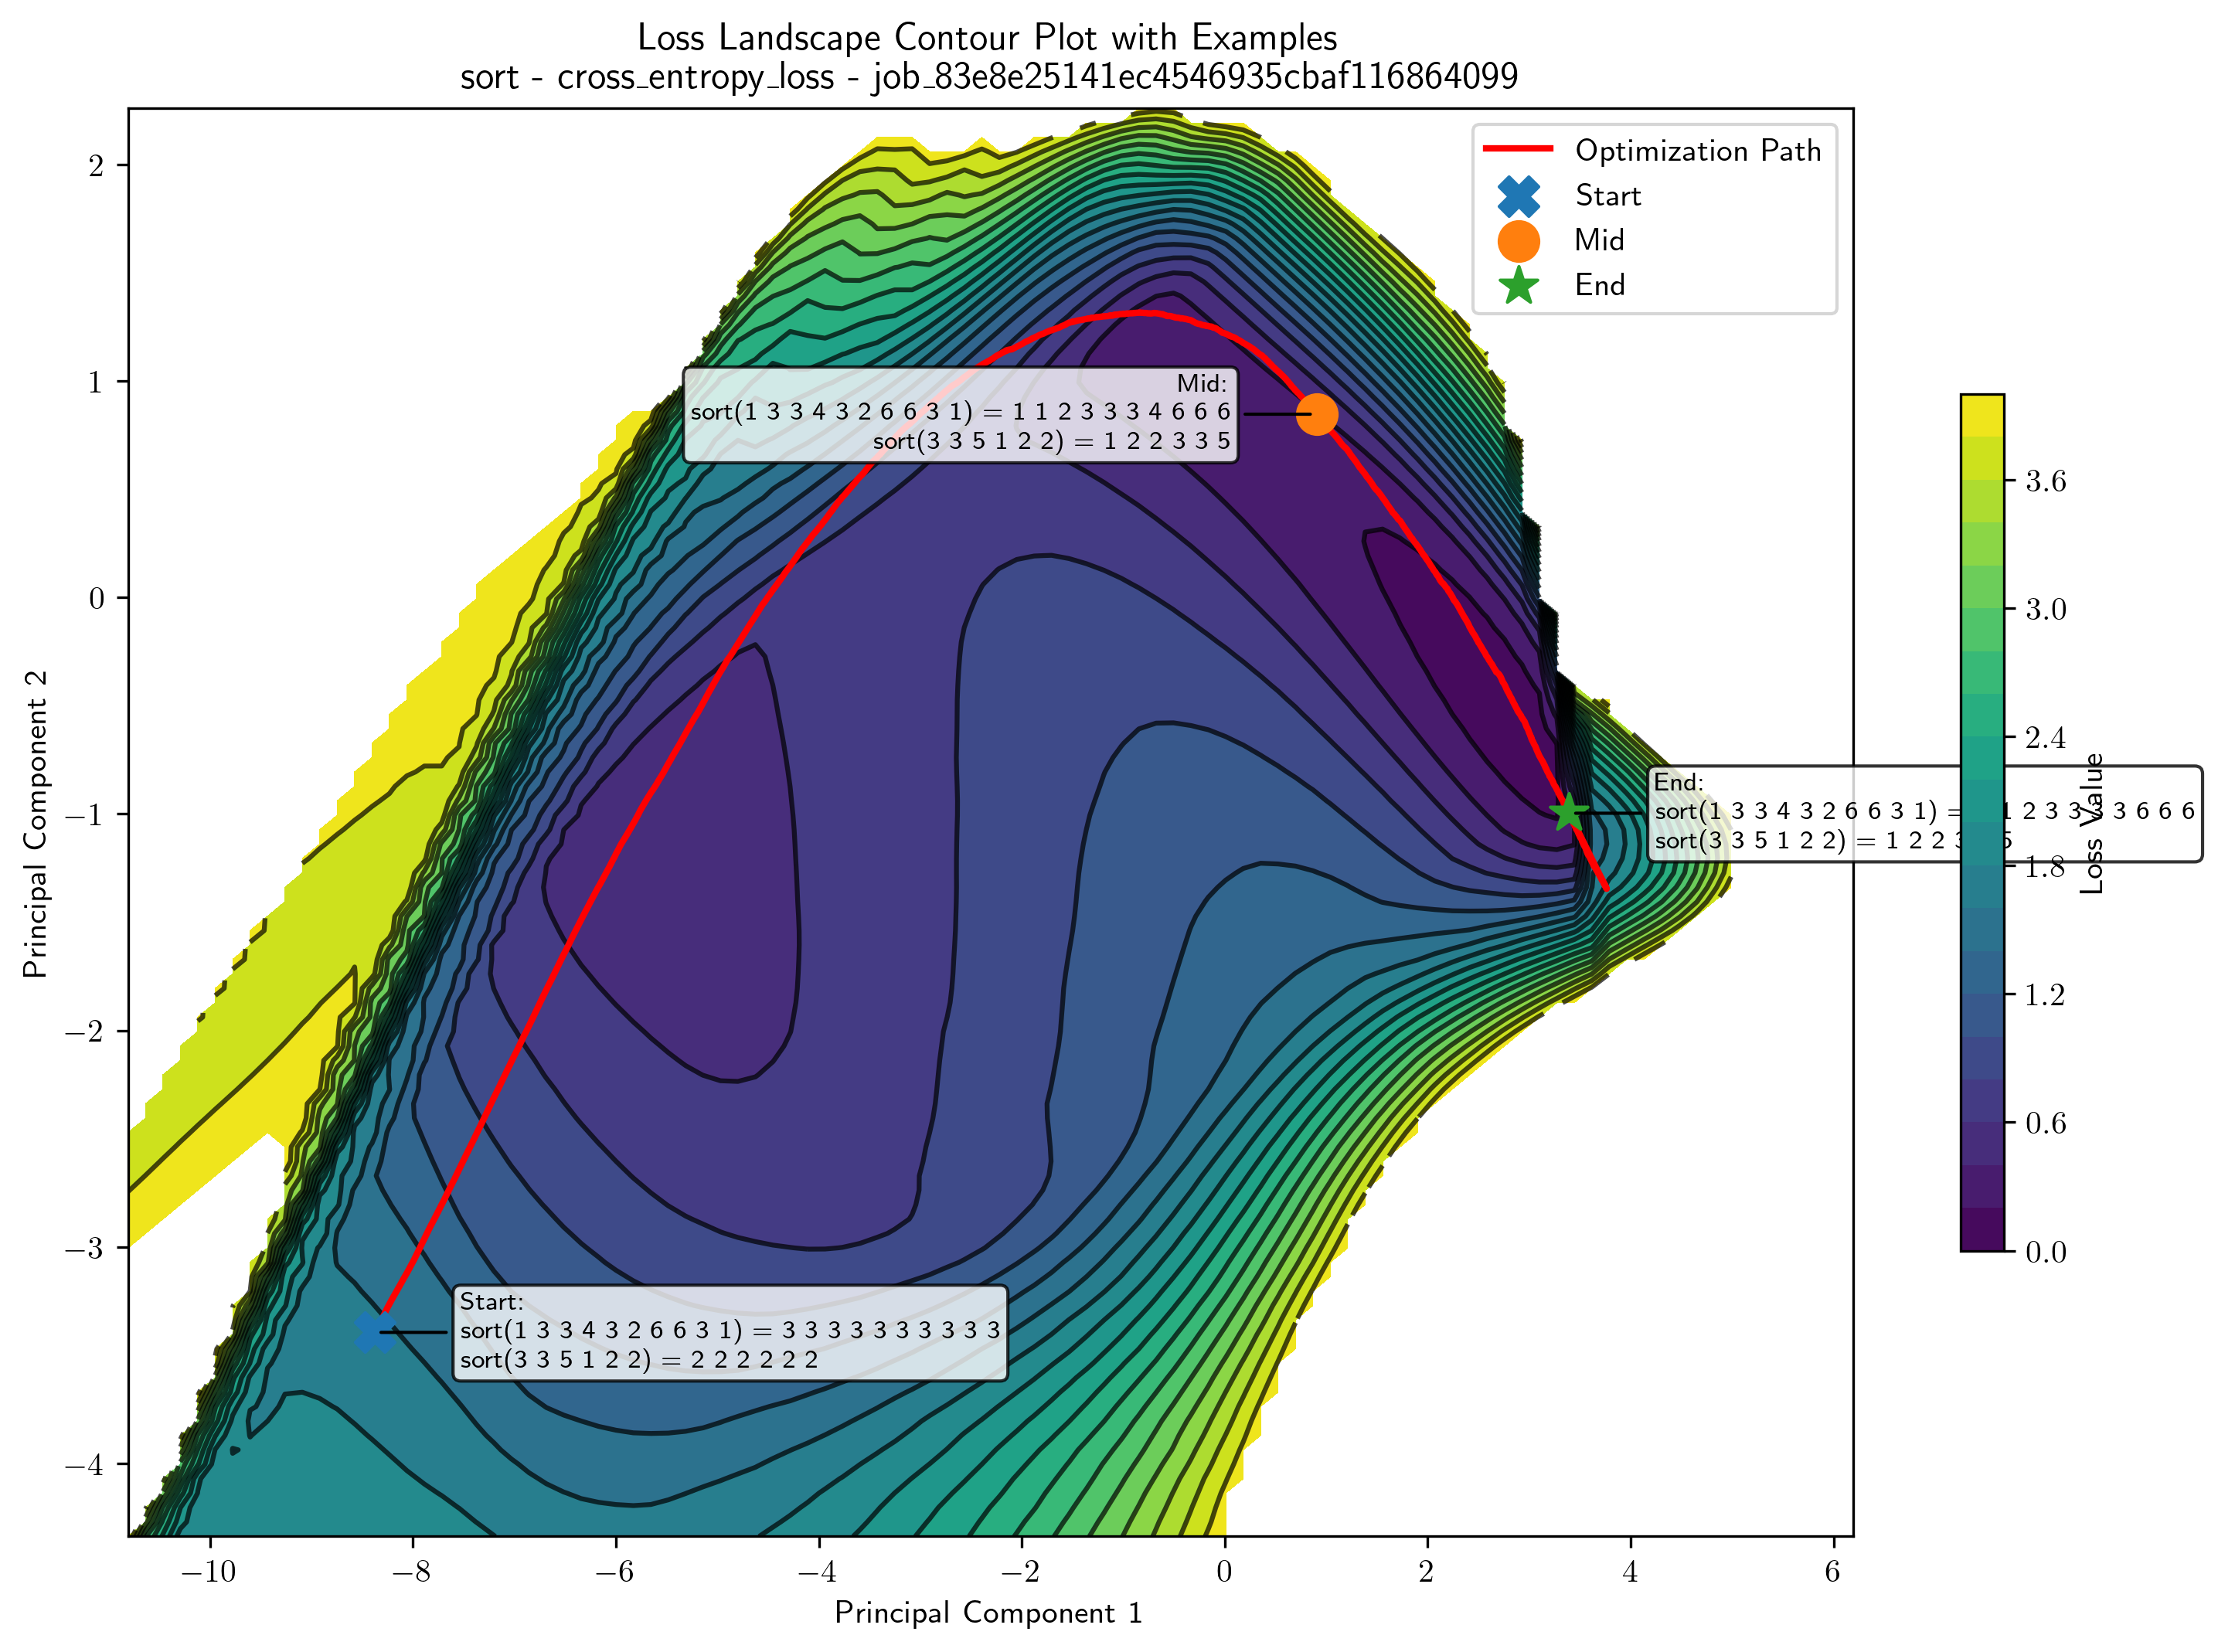 Loss Landscape Contour Plot with Examples
sort - cross_entropy_loss - job_83e8e25141ec4546935cbaf116864099
Optimization Path
Start
Mid
End
Mid:
sort(1 3 3 4 3 2 6 6 3 1) = 1 1 2 3 3 3 4 6 6 6
sort(3 3 5 1 2 2) = 1 2 2 3 3 5
End:
sort(1 3 3 4 3 2 6 6 3 1) = 1 2 3 3 3 3 6 6 6
sort(3 3 5 1 2 2) = 1 2 2 3 5
Start:
sort(1 3 3 4 3 2 6 6 3 1) = 3 3 3 3 3 3 3 3 3 3
sort(3 3 5 1 2 2) = 2 2 2 2 2 2
2
1
0
−1
−2
−3
−4
Principal Component 2
−10
−8
−6
−4
−2
0
2
4
6
Principal Component 1
3.6
3.0
2.4
1.8
1.2
0.6
0.0
Loss Value